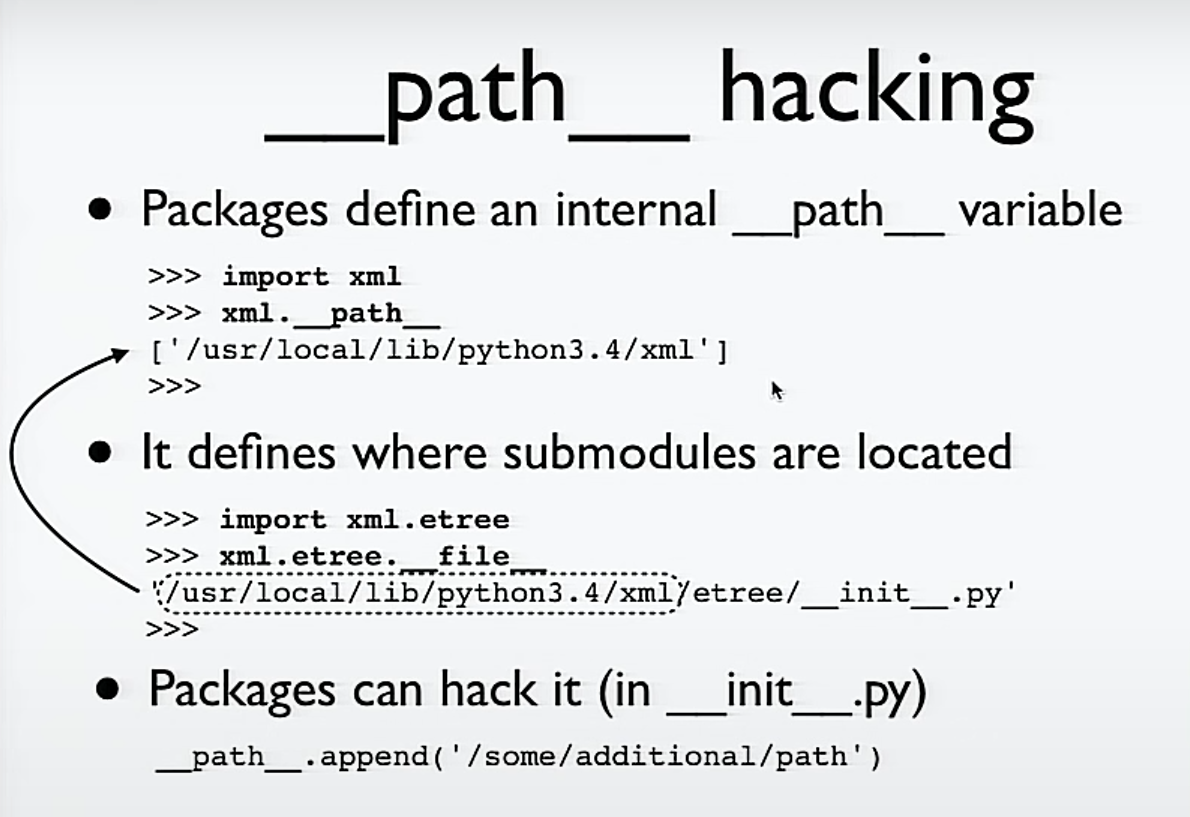 __path__ hacking
• Packages define an internal __path__ variable
>>> import xml
>>> xml.__path__
['/usr/local/lib/python3.4/xml']
>>>
• It defines where submodules are located
>>> import xml.etree
>>> xml.etree.__file__
'/usr/local/lib/python3.4/xml/etree/__init__.py'
>>>
• Packages can hack it (in __init__.py)
__path__.append('/some/additional/path')